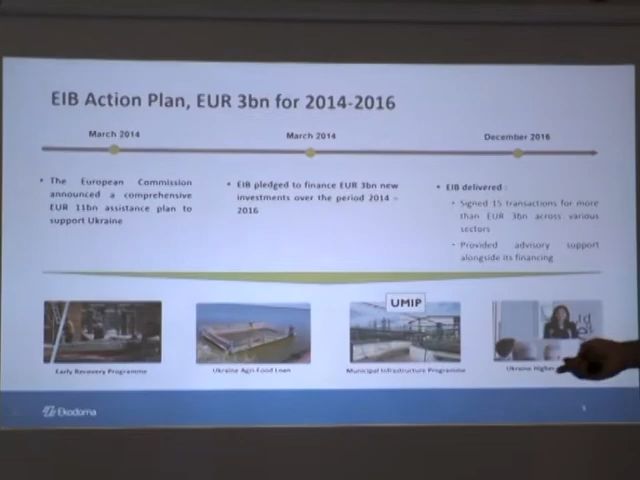 EIB Action Plan, EUR 3bn for 2014-2016
March 2014
March 2014
December 2016
• The European Commission
announced a comprehensive
EUR 11bn assistance plan to
support Ukraine
• EIB pledged to finance EUR 3bn new
investments over the period 2014 –
2016
• EIB delivered :
• Signed 15 transactions for more
than EUR 3bn across various
sectors
• Provided advisory support
alongside its financing
UMIP
Early Recovery Programme
Ukraine Agri-Food Loan
Municipal Infrastructure Programme
Ukraine Higher
Ekodoma